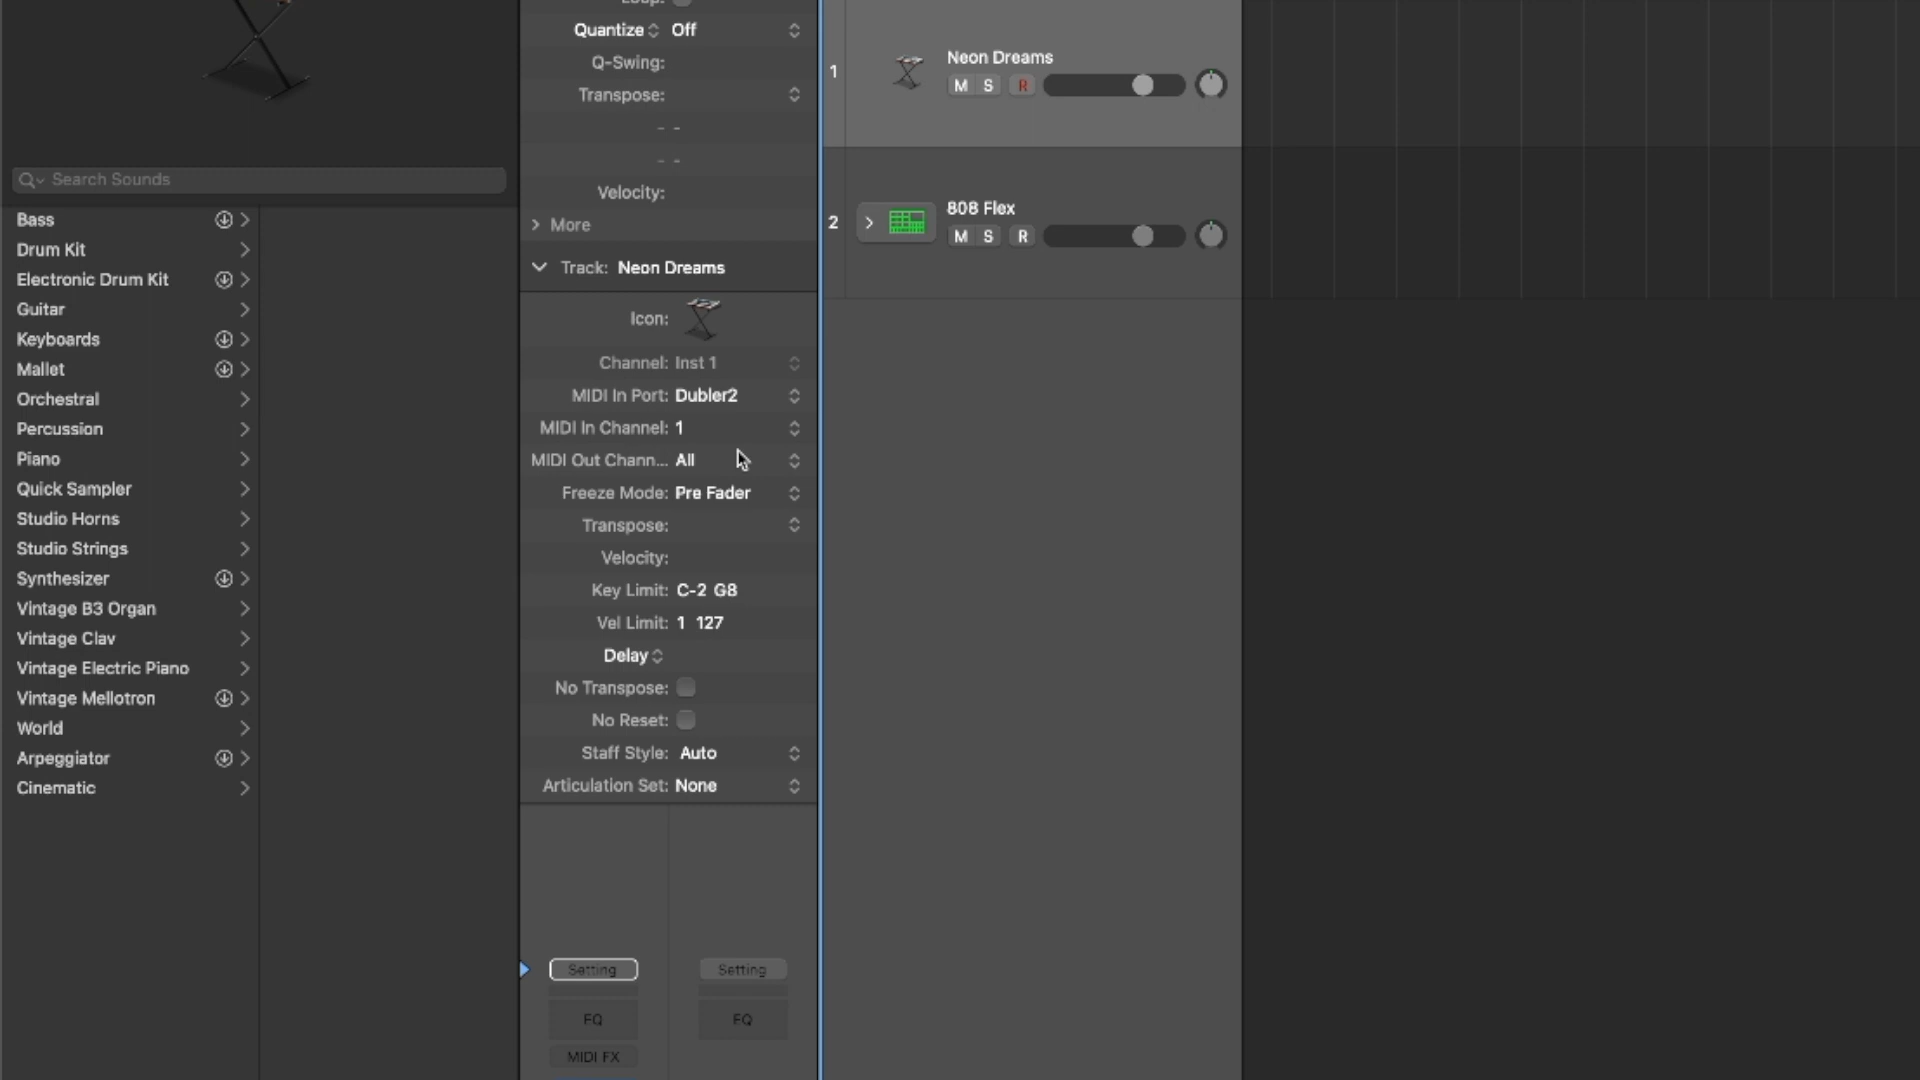 Loop:
Quantize Off
Q-Swing:
Transpose:
- -
- -
Velocity:
More
Track: Neon Dreams
Icon:
Channel: Inst 1
MIDI In Port: Dubler2
MIDI In Channel: 1
MIDI Out Chann... All
Freeze Mode: Pre Fader
Transpose:
Velocity:
Key Limit: C-2 G8
Vel Limit: 1 127
Delay
No Transpose:
No Reset:
Staff Style: Auto
Articulation Set: None
Setting Setting
EQ EQ
MIDI FX
Search Sounds
Bass
Drum Kit
Electronic Drum Kit
Guitar
Keyboards
Mallet
Orchestral
Percussion
Piano
Quick Sampler
Studio Horns
Studio Strings
Synthesizer
Vintage B3 Organ
Vintage Clav
Vintage Electric Piano
Vintage Mellotron
World
Arpeggiator
Cinematic
1 Neon Dreams
M S R
2 808 Flex
M S R